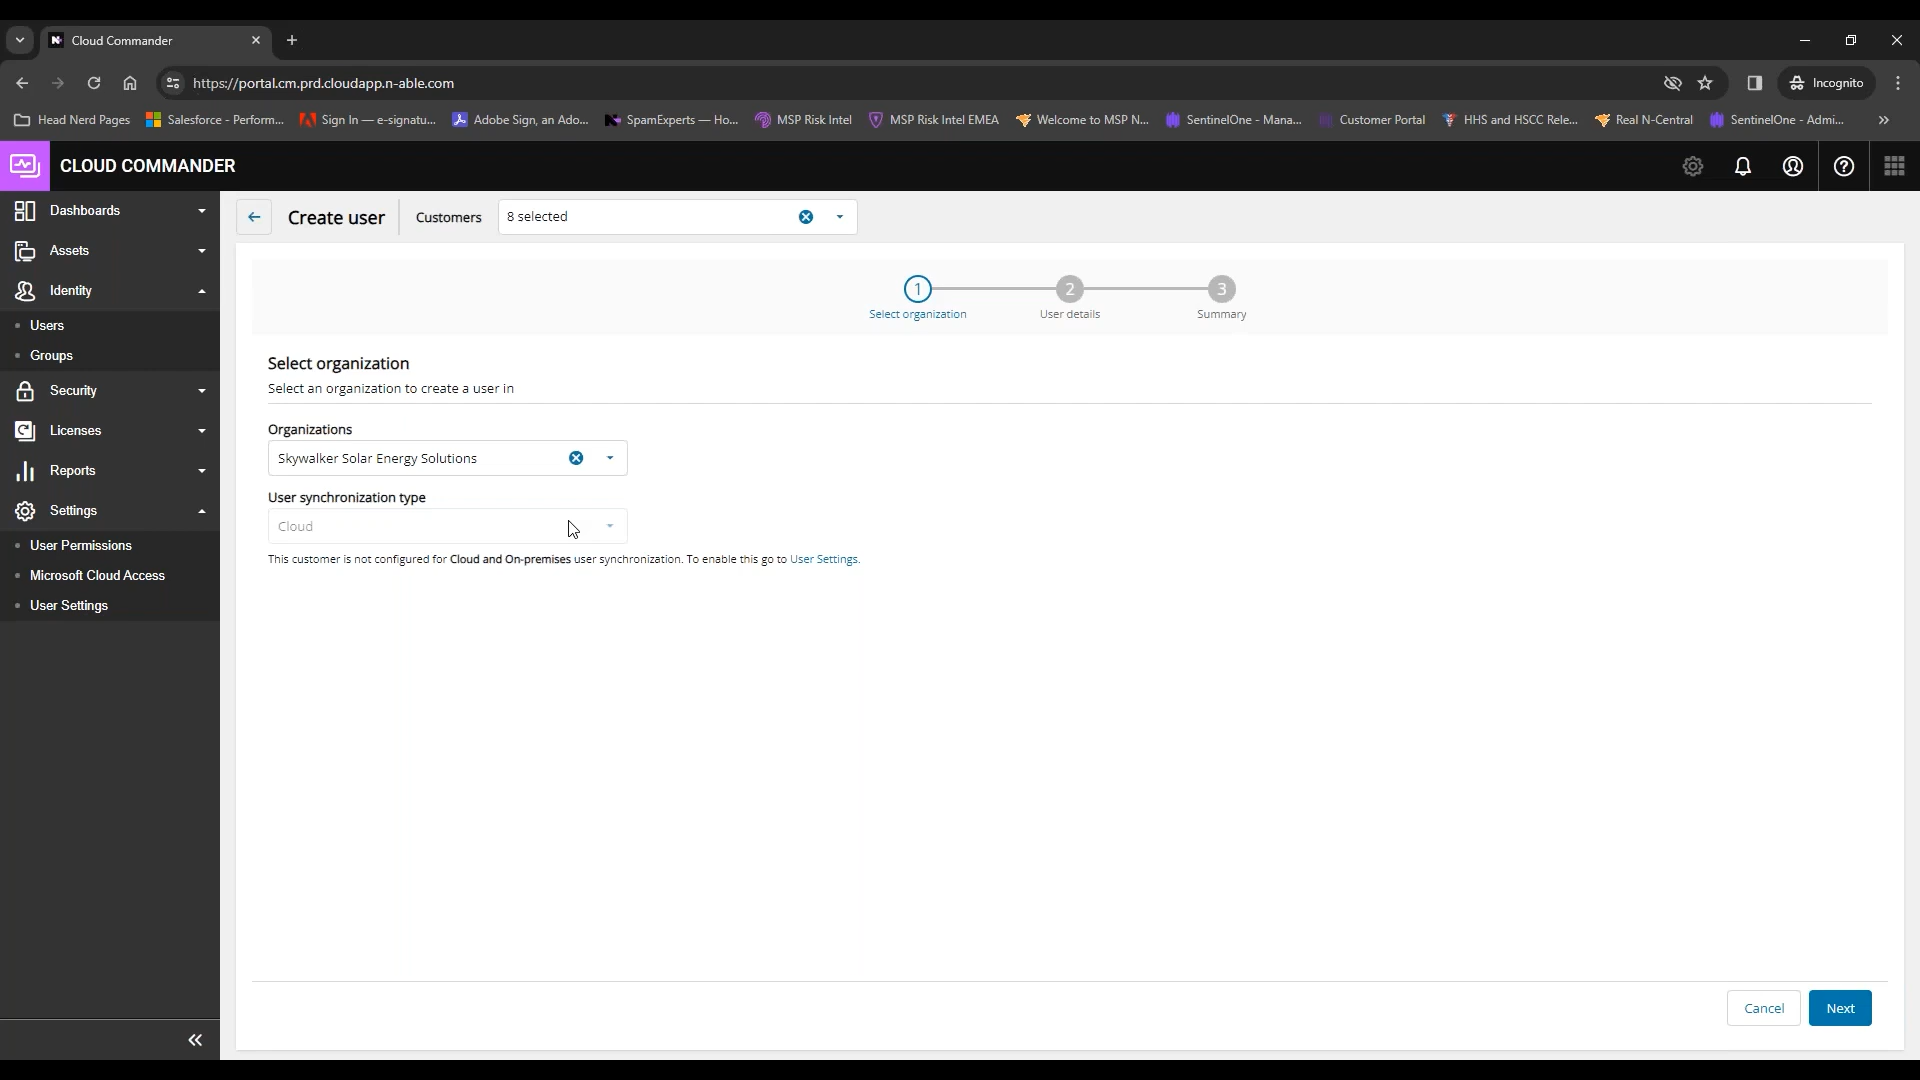 Cloud Commander
https://portal.cm.prd.cloudapp.n-able.com
Incognito
Head Nerd Pages
Salesforce - Perform...
Sign In — e-signatu...
Adobe Sign, an Ado...
SpamExperts — Ho...
MSP Risk Intel
MSP Risk Intel EMEA
Welcome to MSP N...
SentinelOne - Mana...
Customer Portal
HHS and HSCC Rele...
Real N-Central
SentinelOne - Admi...
CLOUD COMMANDER
Dashboards
Assets
Identity
Users
Groups
Security
Licenses
Reports
Settings
User Permissions
Microsoft Cloud Access
User Settings
Create user
Customers
8 selected
1
2
3
Select organization
User details
Summary
Select organization
Select an organization to create a user in
Organizations
Skywalker Solar Energy Solutions
User synchronization type
Cloud
This customer is not configured for Cloud and On-premises user synchronization. To enable this go to User Settings.
Cancel
Next